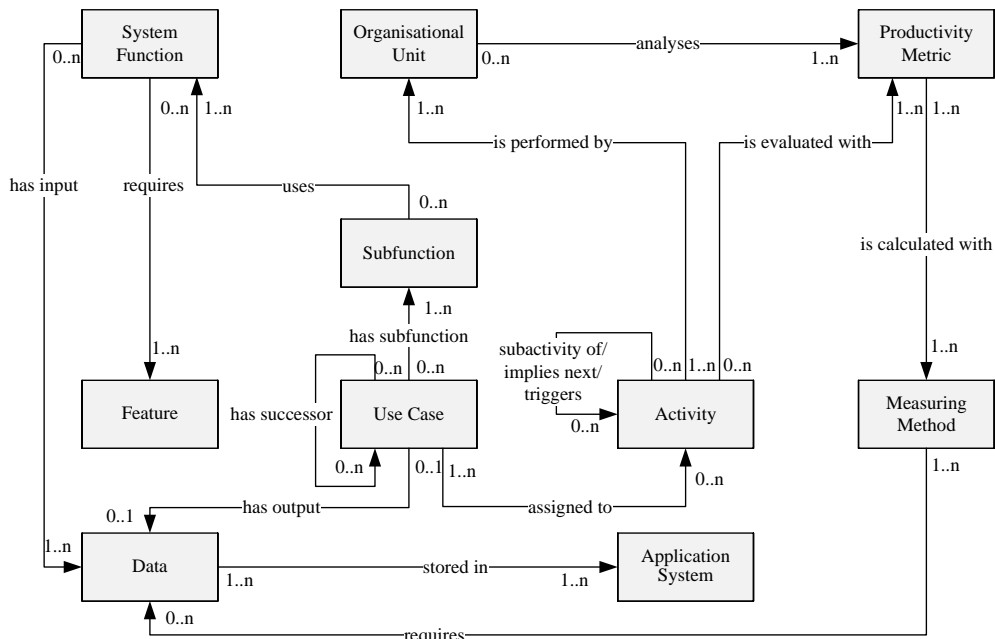 System
Function
Organisational
Unit
Productivity
Metric
0..n
0..n
analyses
1..n
0..n
1..n
1..n
1..n
1..n
is performed by
is evaluated with
has input
requires
uses
0..n
Subfunction
is calculated with
1..n
has subfunction
1..n
subactivity of/
implies next/
triggers
0..n
0..n
0..n
1..n
0..n
1..n
Feature
has successor
Use Case
0..n
Activity
Measuring
Method
0..n
0..1
1..n
0..n
1..n
has output
assigned to
0..1
1..n
Data
1..n
stored in
1..n
Application
System
0..n
requires